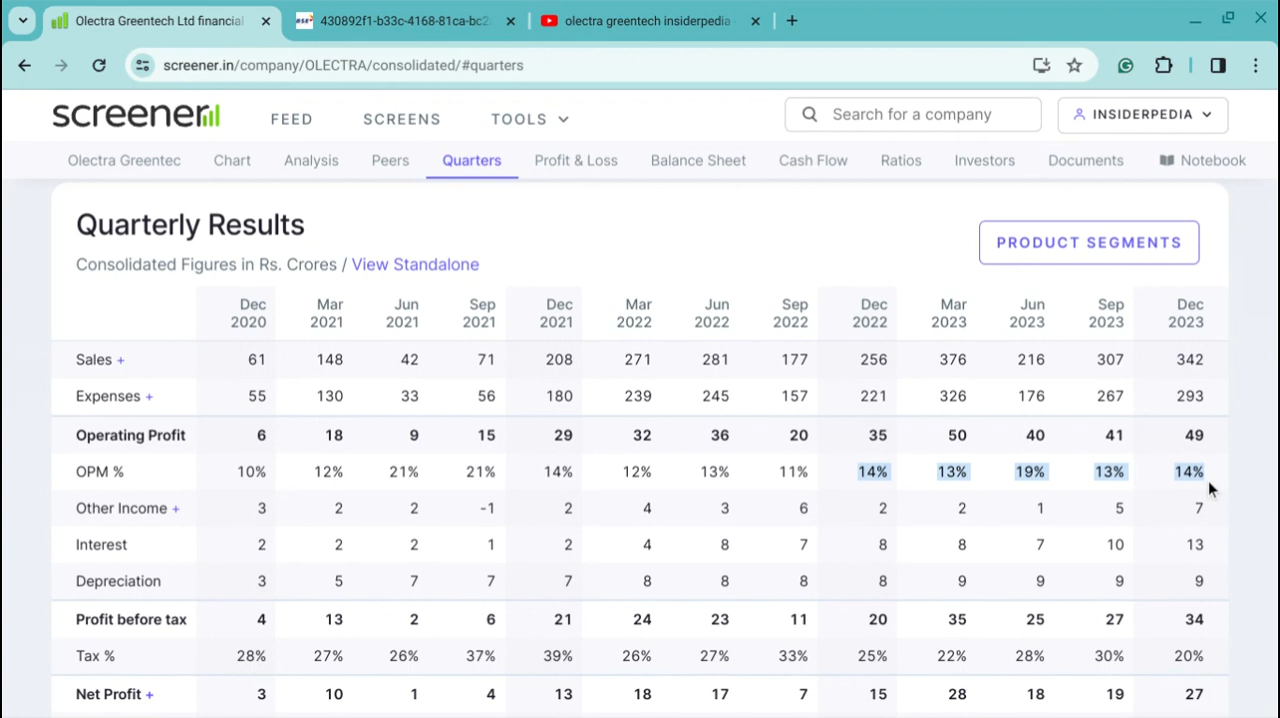 Olectra Greentech Ltd financial
430892f1-b33c-4168-81ca-bc2
olectra greentech insiderpedia
screener.in/company/OLECTRA/consolidated/#quarters
screener FEED SCREENS TOOLS Search for a company INSIDERPEDIA
Olectra Greentec Chart Analysis Peers Quarters Profit & Loss Balance Sheet Cash Flow Ratios Investors Documents Notebook
Quarterly Results
PRODUCT SEGMENTS
Consolidated Figures in Rs. Crores / View Standalone
Dec Mar Jun Sep Dec Mar Jun Sep Dec Mar Jun Sep Dec
2020 2021 2021 2021 2021 2022 2022 2022 2022 2023 2023 2023 2023
Sales + 61 148 42 71 208 271 281 177 256 376 216 307 342
Expenses + 55 130 33 56 180 239 245 157 221 326 176 267 293
Operating Profit 6 18 9 15 29 32 36 20 35 50 40 41 49
OPM % 10% 12% 21% 21% 14% 12% 13% 11% 14% 13% 19% 13% 14%
Other Income + 3 2 2 -1 2 4 3 6 2 2 1 5 7
Interest 2 2 2 1 2 4 8 7 8 8 7 10 13
Depreciation 3 5 7 7 7 8 8 8 8 9 9 9 9
Profit before tax 4 13 2 6 21 24 23 11 20 35 25 27 34
Tax % 28% 27% 26% 37% 39% 26% 27% 33% 25% 22% 28% 30% 20%
Net Profit + 3 10 1 4 13 18 17 7 15 28 18 19 27